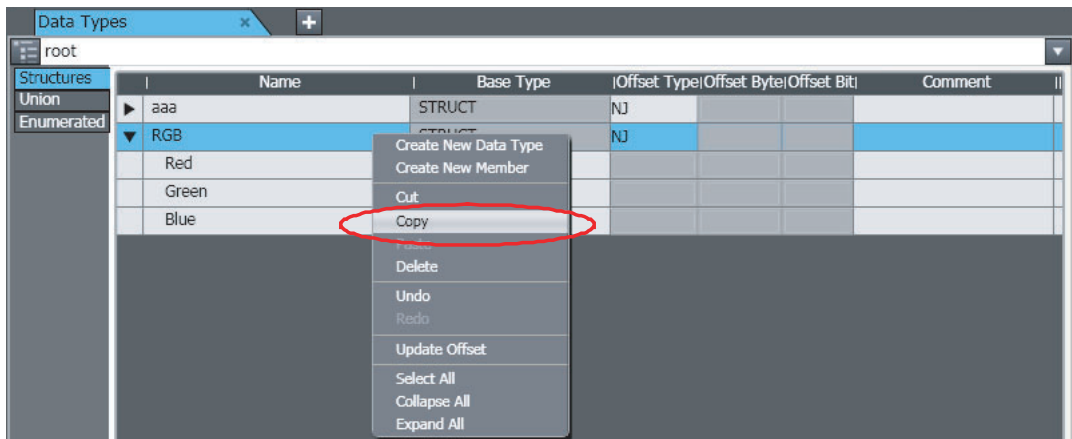 Data Types
root
Structures
Union
Enumerated
Name Base Type Offset Type Offset Byte Offset Bit Comment
aaa STRUCT NJ
RGB STRUCT NJ
Red
Green
Blue
Create New Data Type
Create New Member
Cut
Copy
Paste
Delete
Undo
Redo
Update Offset
Select All
Collapse All
Expand All